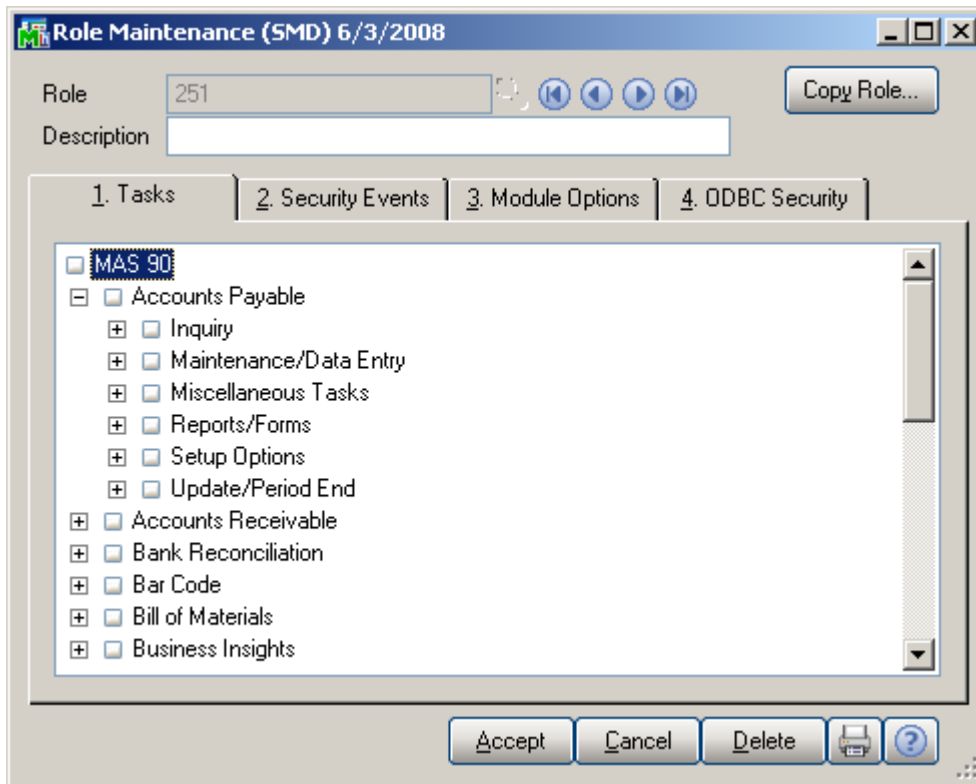 Role Maintenance (SMD) 6/3/2008
Role 251 Copy Role...
Description
1. Tasks 2. Security Events 3. Module Options 4. ODBC Security
MAS 90
Accounts Payable
Inquiry
Maintenance/Data Entry
Miscellaneous Tasks
Reports/Forms
Setup Options
Update/Period End
Accounts Receivable
Bank Reconciliation
Bar Code
Bill of Materials
Business Insights
Accept Cancel Delete ?